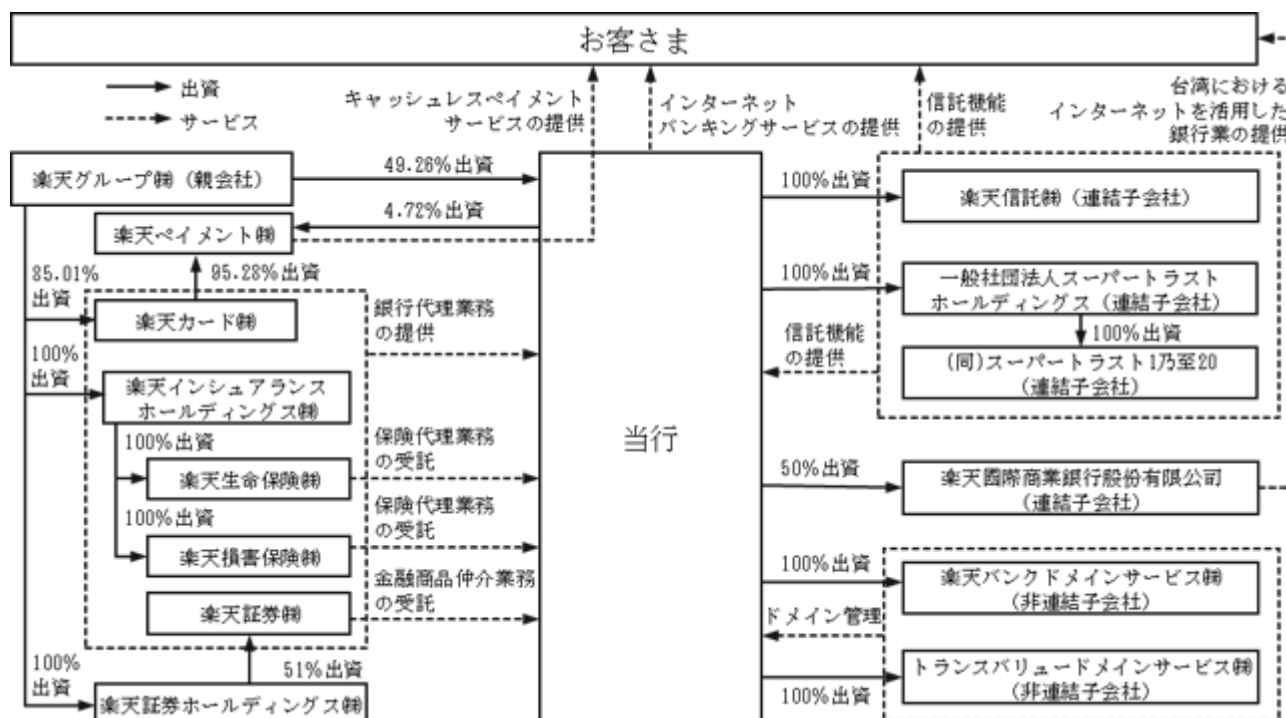 お客さま
出資
サービス
キャッシュレスペイメント
サービスの提供
インターネット
バンキングサービスの提供
信託機能
の提供
台湾における
インターネットを活用した
銀行業の提供
楽天グループ㈱（親会社）
49.26%出資
4.72%出資
楽天ペイメント㈱
85.01%
出資
95.28%出資
楽天カード㈱
銀行代理業務
の提供
100%
出資
楽天インシュアランス
ホールディングス㈱
100%出資
楽天生命保険㈱
保険代理業務
の受託
100%出資
楽天損害保険㈱
保険代理業務
の受託
楽天証券㈱
金融商品仲介業務
の受託
100%
出資
51%出資
楽天証券ホールディングス㈱
当行
100%出資
楽天信託㈱（連結子会社）
100%出資
一般社団法人スーパートラスト
ホールディングス（連結子会社）
100%出資
信託機能
の提供
(同)スーパートラスト1乃至20
（連結子会社）
50%出資
楽天國際商業銀行股份有限公司
（連結子会社）
100%出資
楽天バンクドメインサービス㈱
（非連結子会社）
ドメイン管理
トランスバリュードメインサービス㈱
（非連結子会社）
100%出資